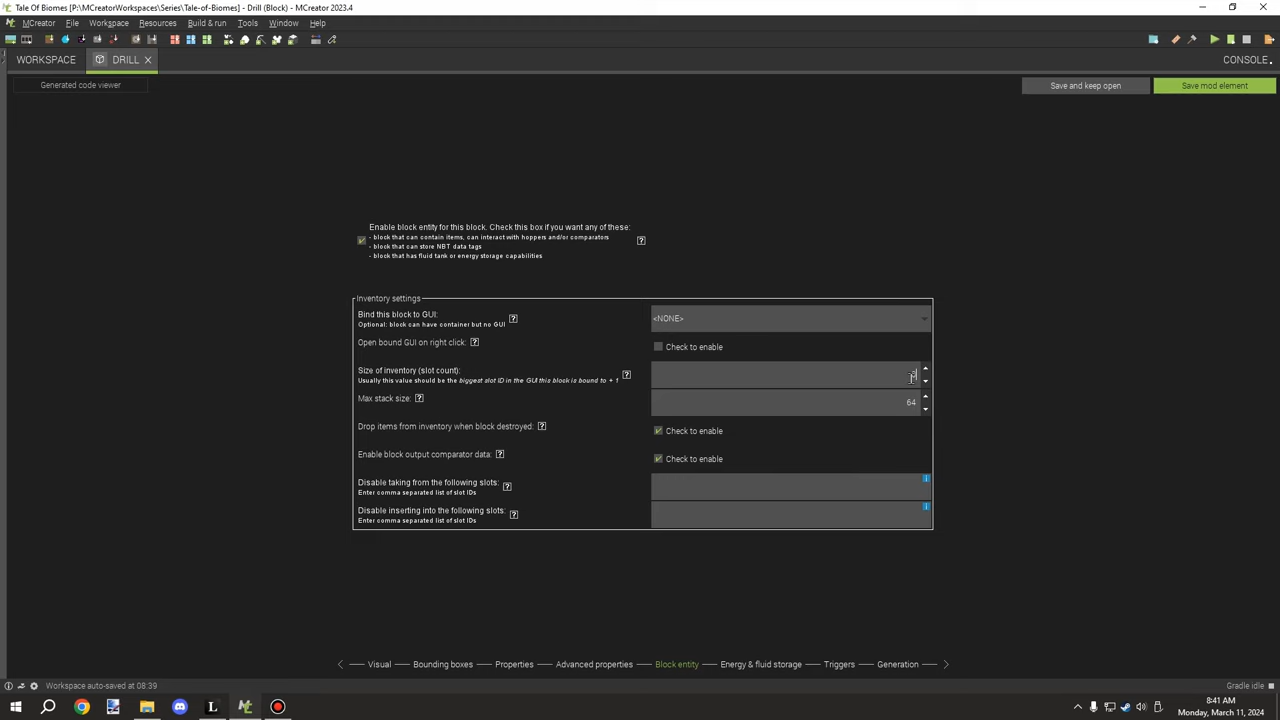 Tale Of Biomes [P:\MCreatorWorkspaces\Series\Tale-of-Biomes] - Drill (Block) - MCreator 2023.4
MCreator File Workspace Resources Build & run Tools Window Help
WORKSPACE DRILL CONSOLE
Generated code viewer Save and keep open Save mod element
Enable block entity for this block. Check this box if you want any of these:
- block that can contain items, can interact with hoppers and/or comparators
- block that can store NBT data tags
- block that has fluid tank or energy storage capabilities
Inventory settings
Bind this block to GUI: <NONE>
Optional: block can have container but no GUI
Open bound GUI on right click: Check to enable
Size of inventory (slot count):
Usually this value should be the biggest slot ID in the GUI this block is bound to + 1
Max stack size: 64
Drop items from inventory when block destroyed: Check to enable
Enable block output comparator data: Check to enable
Disable taking from the following slots:
Enter comma separated list of slot IDs
Disable inserting into the following slots:
Enter comma separated list of slot IDs
Visual Bounding boxes Properties Advanced properties Block entity Energy & fluid storage Triggers Generation
Workspace auto-saved at 08:39 Gradle idle
8:41 AM
Monday, March 11, 2024